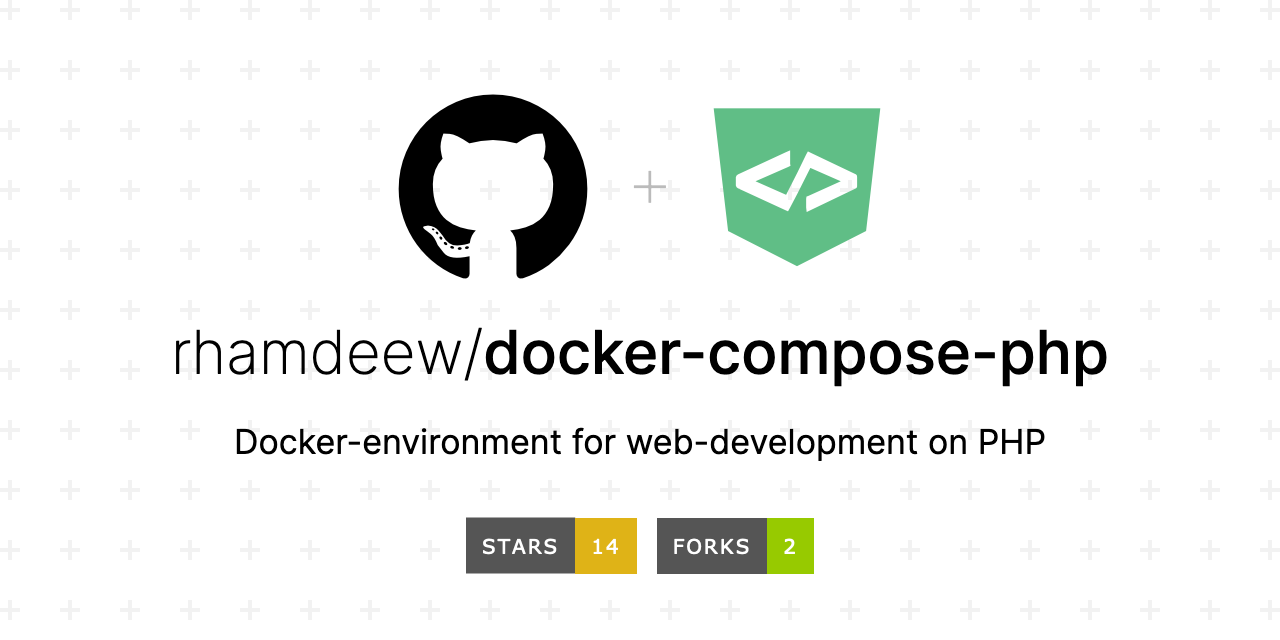 rhamdeew/docker-compose-php
Docker-environment for web-development on PHP
STARS 14 FORKS 2